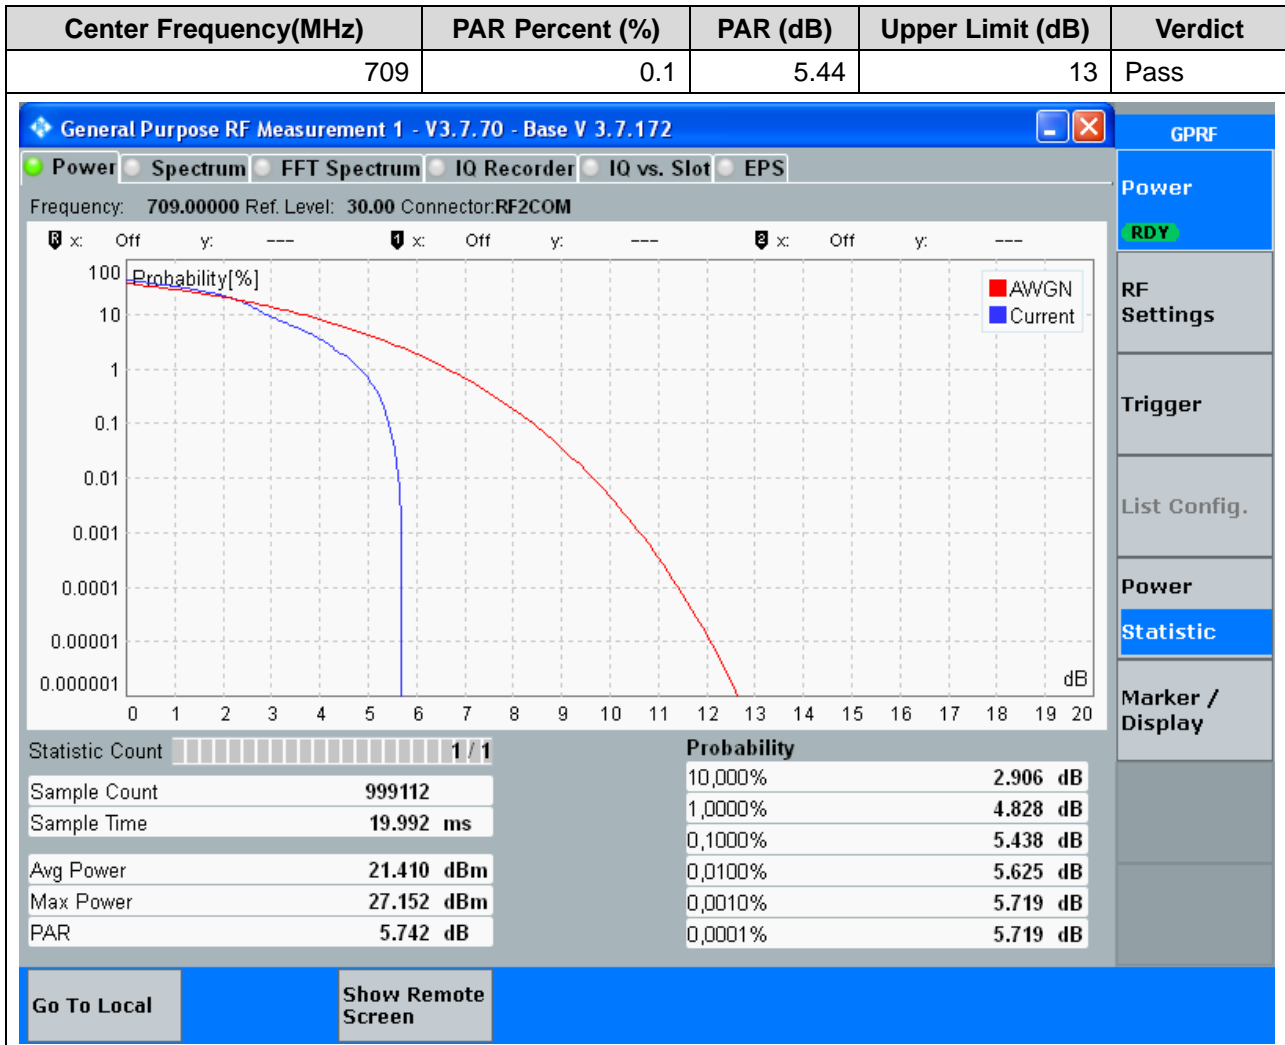 Center Frequency(MHz) PAR Percent (%) PAR (dB) Upper Limit (dB) Verdict
709 0.1 5.44 13 Pass
General Purpose RF Measurement 1 - V3.7.70 - Base V 3.7.172
GPRF
Power Spectrum FFT Spectrum IQ Recorder IQ vs. Slot EPS
Power
RDY
Frequency: 709.00000 Ref. Level: 30.00 Connector:RF2COM
R x: Off y: --- 1 x: Off y: --- 2 x: Off y: ---
Probability[%]
100
10
1
0.1
0.01
0.001
0.0001
0.00001
0.000001
AWGN
Current
dB
0 1 2 3 4 5 6 7 8 9 10 11 12 13 14 15 16 17 18 19 20
RF
Settings
Trigger
List Config.
Power
Statistic
Marker /
Display
Statistic Count 1 / 1
Sample Count 999112
Sample Time 19.992 ms
Avg Power 21.410 dBm
Max Power 27.152 dBm
PAR 5.742 dB
Probability
10,000% 2.906 dB
1,0000% 4.828 dB
0,1000% 5.438 dB
0,0100% 5.625 dB
0,0010% 5.719 dB
0,0001% 5.719 dB
Go To Local
Show Remote
Screen